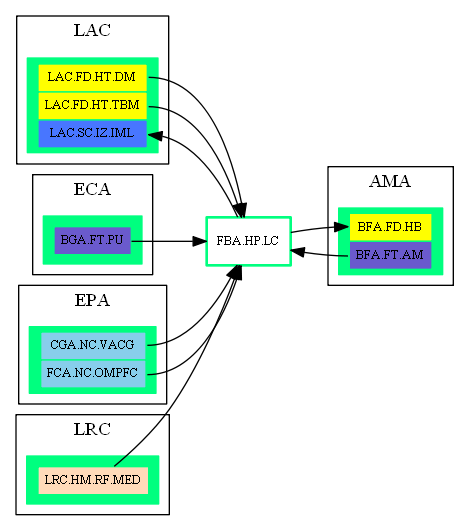 LAC
LAC.FD.HT.DM
LAC.FD.HT.TBM
LAC.SC.IZ.IML
ECA
BGA.FT.PU
EPA
CGA.NC.VACG
FCA.NC.OMPFC
LRC
LRC.HM.RF.MED
FBA.HP.LC
AMA
BFA.FD.HB
BFA.FT.AM